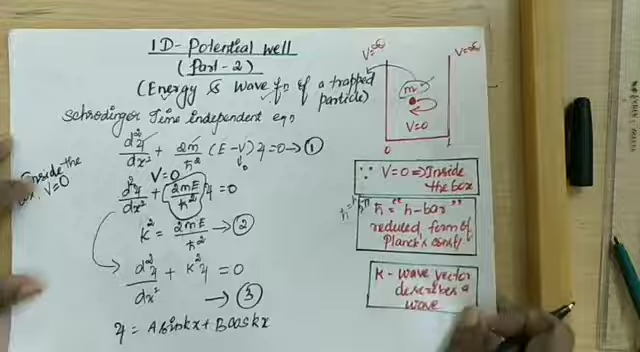 1D- Potential well
(Part-2)
(Energy & wave fn of a trapped
particle)
Schrodinger Time independent eqn
d²ψ/dx² + 2m/ħ² (E-V)ψ=0 → ①
V=0
Inside the
box, V=0
d²ψ/dx² + 2mE/ħ² ψ=0
k² = 2mE/ħ² → ②
d²ψ/dx² + k²ψ = 0
→ ③
ψ = A sinkx + B coskx
V=∞
V=∞
m
V=0
0
∵ V=0 ⇒ Inside
the box
ħ = "h-bar"
reduced form of
Planck's const
K - wave vector
describes a
wave